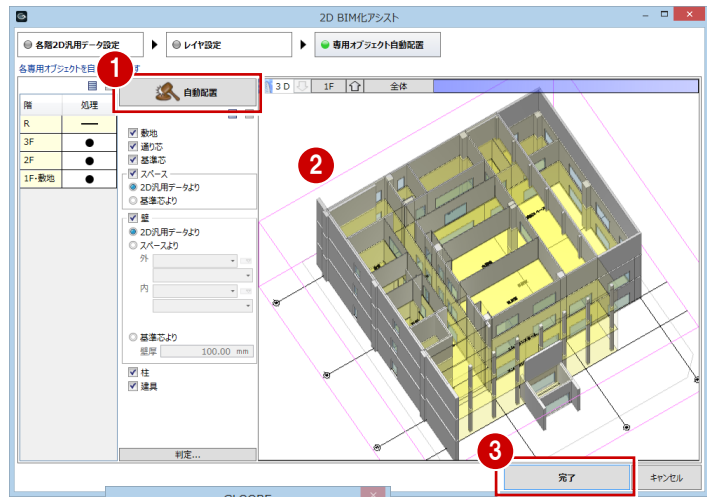 2D BIM化アシスト
各階2D汎用データ設定
レイヤ設定
専用オブジェクト自動配置
各専用オブジェクトを自
す
1
自動配置
3D 1F 全体
階 処理
R
3F
2F
1F・敷地
敷地
通り芯
基準芯
スペース
2D汎用データより
基準芯より
壁
2D汎用データより
スペースより
外
内
基準芯より
壁厚 100.00 mm
柱
建具
判定...
2
3
完了
キャンセル